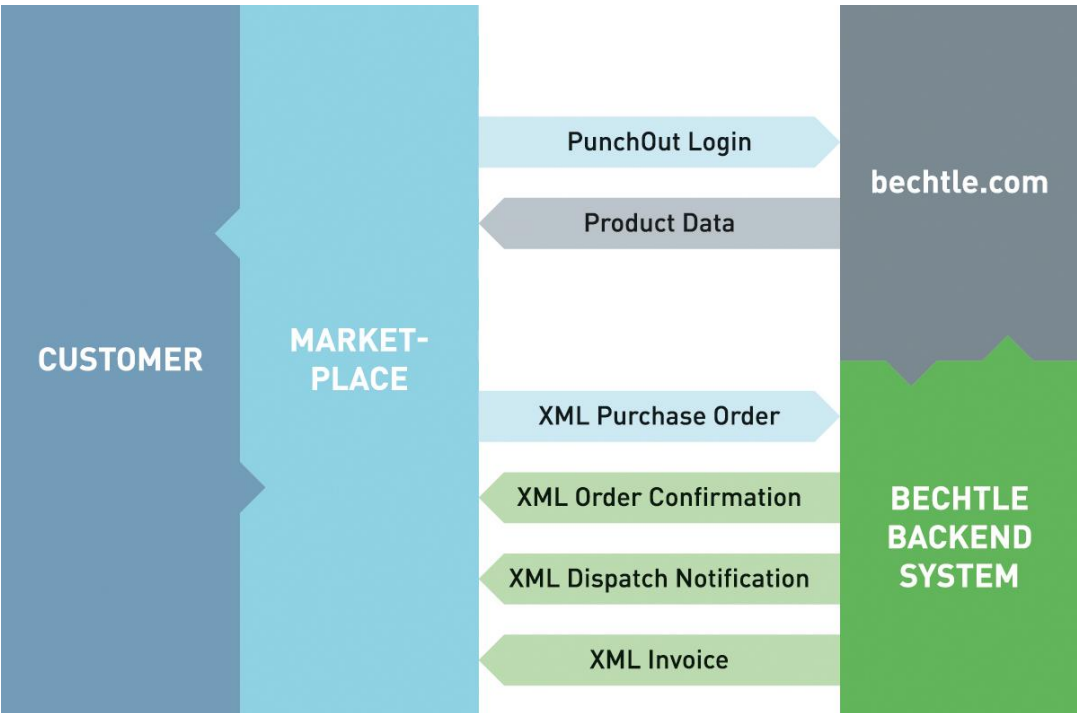 PunchOut Login
bechtle.com
Product Data
CUSTOMER
MARKET-
PLACE
XML Purchase Order
XML Order Confirmation
BECHTLE
BACKEND
SYSTEM
XML Dispatch Notification
XML Invoice